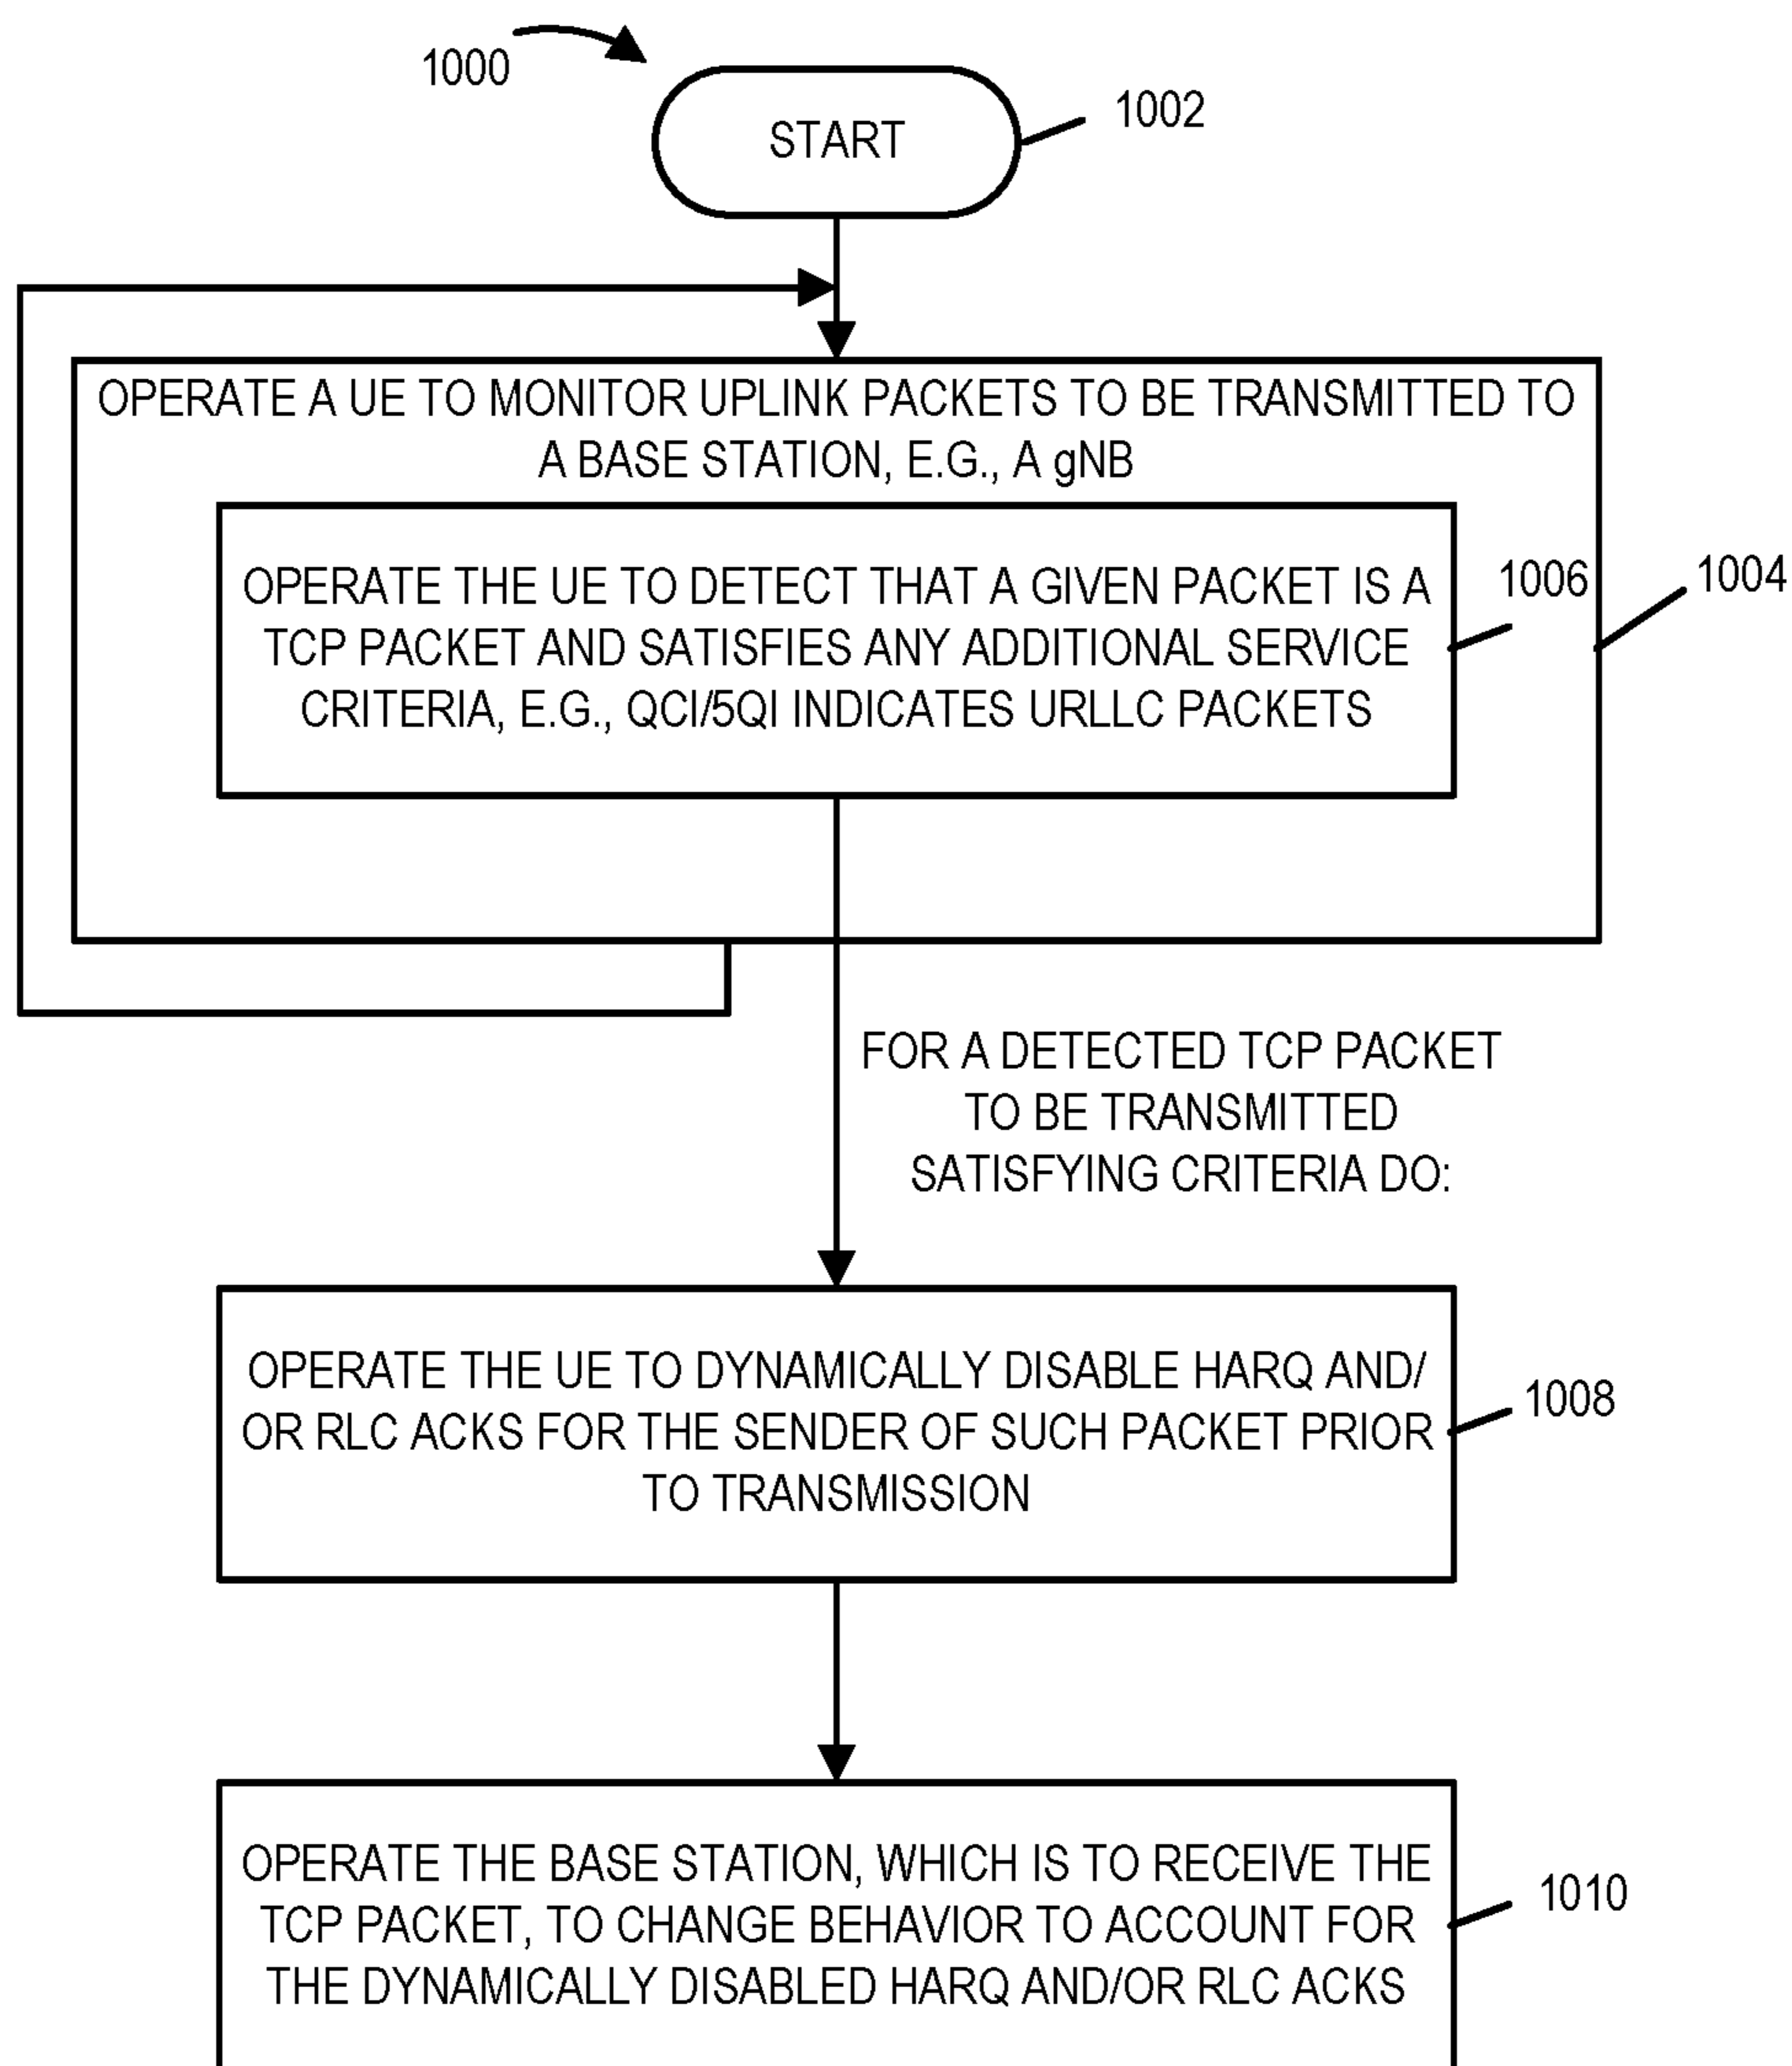 1000
START
1002
OPERATE A UE TO MONITOR UPLINK PACKETS TO BE TRANSMITTED TO
A BASE STATION, E.G., A gNB
OPERATE THE UE TO DETECT THAT A GIVEN PACKET IS A
TCP PACKET AND SATISFIES ANY ADDITIONAL SERVICE
CRITERIA, E.G., QCI/5QI INDICATES URLLC PACKETS
1006
1004
FOR A DETECTED TCP PACKET
TO BE TRANSMITTED
SATISFYING CRITERIA DO:
OPERATE THE UE TO DYNAMICALLY DISABLE HARQ AND/
OR RLC ACKS FOR THE SENDER OF SUCH PACKET PRIOR
TO TRANSMISSION
1008
OPERATE THE BASE STATION, WHICH IS TO RECEIVE THE
TCP PACKET, TO CHANGE BEHAVIOR TO ACCOUNT FOR
THE DYNAMICALLY DISABLED HARQ AND/OR RLC ACKS
1010